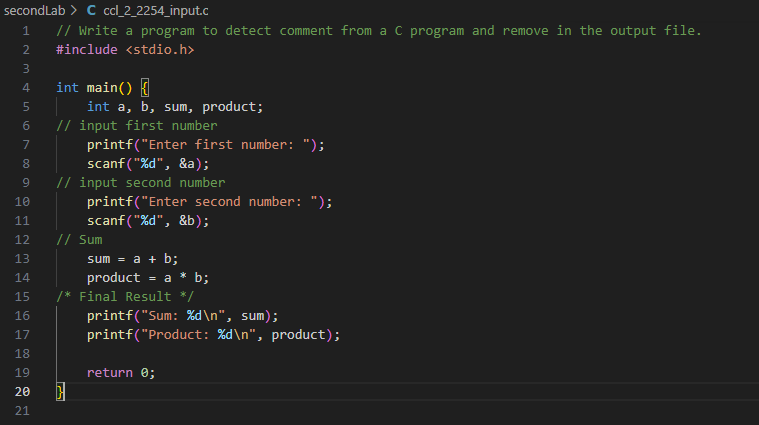 secondLab > C ccl_2_2254_input.c
1 // Write a program to detect comment from a C program and remove in the output file.
2 #include <stdio.h>
3
4 int main() {
5     int a, b, sum, product;
6 // input first number
7     printf("Enter first number: ");
8     scanf("%d", &a);
9 // input second number
10     printf("Enter second number: ");
11     scanf("%d", &b);
12 // Sum
13     sum = a + b;
14     product = a * b;
15 /* Final Result */
16     printf("Sum: %d\n", sum);
17     printf("Product: %d\n", product);
18
19     return 0;
20 }
21